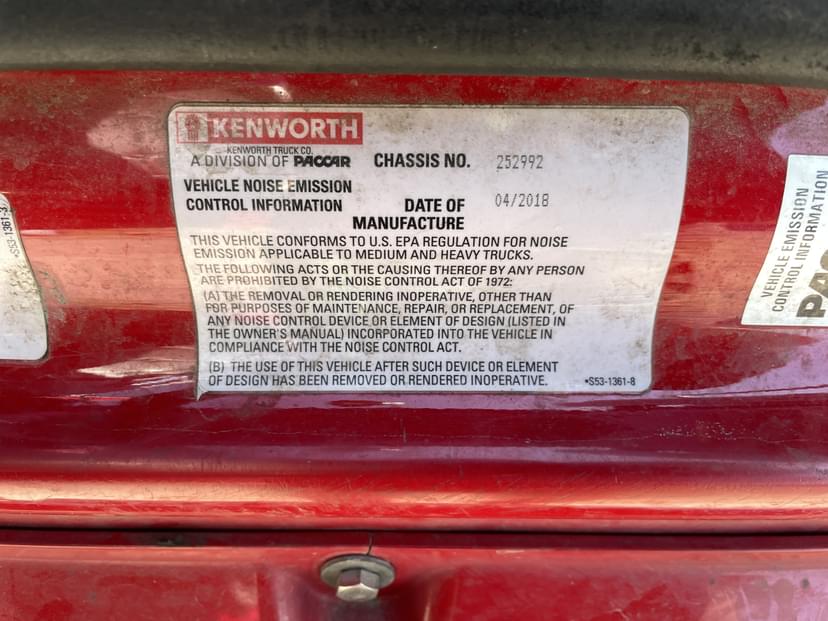 KENWORTH
KENWORTH TRUCK CO.
A DIVISION OF PACCAR CHASSIS NO. 252992
VEHICLE NOISE EMISSION
CONTROL INFORMATION DATE OF MANUFACTURE 04/2018
THIS VEHICLE CONFORMS TO U.S. EPA REGULATION FOR NOISE
EMISSION APPLICABLE TO MEDIUM AND HEAVY TRUCKS.
THE FOLLOWING ACTS OR THE CAUSING THEREOF BY ANY PERSON
ARE PROHIBITED BY THE NOISE CONTROL ACT OF 1972:
(A) THE REMOVAL OR RENDERING INOPERATIVE, OTHER THAN
FOR PURPOSES OF MAINTENANCE, REPAIR, OR REPLACEMENT, OF
ANY NOISE CONTROL DEVICE OR ELEMENT OF DESIGN (LISTED IN
THE OWNER'S MANUAL) INCORPORATED INTO THE VEHICLE IN
COMPLIANCE WITH THE NOISE CONTROL ACT.
(B) THE USE OF THIS VEHICLE AFTER SUCH DEVICE OR ELEMENT
OF DESIGN HAS BEEN REMOVED OR RENDERED INOPERATIVE.
*S53-1361-8
S53-1361-3
VEHICLE EMISSION
CONTROL INFORMATION